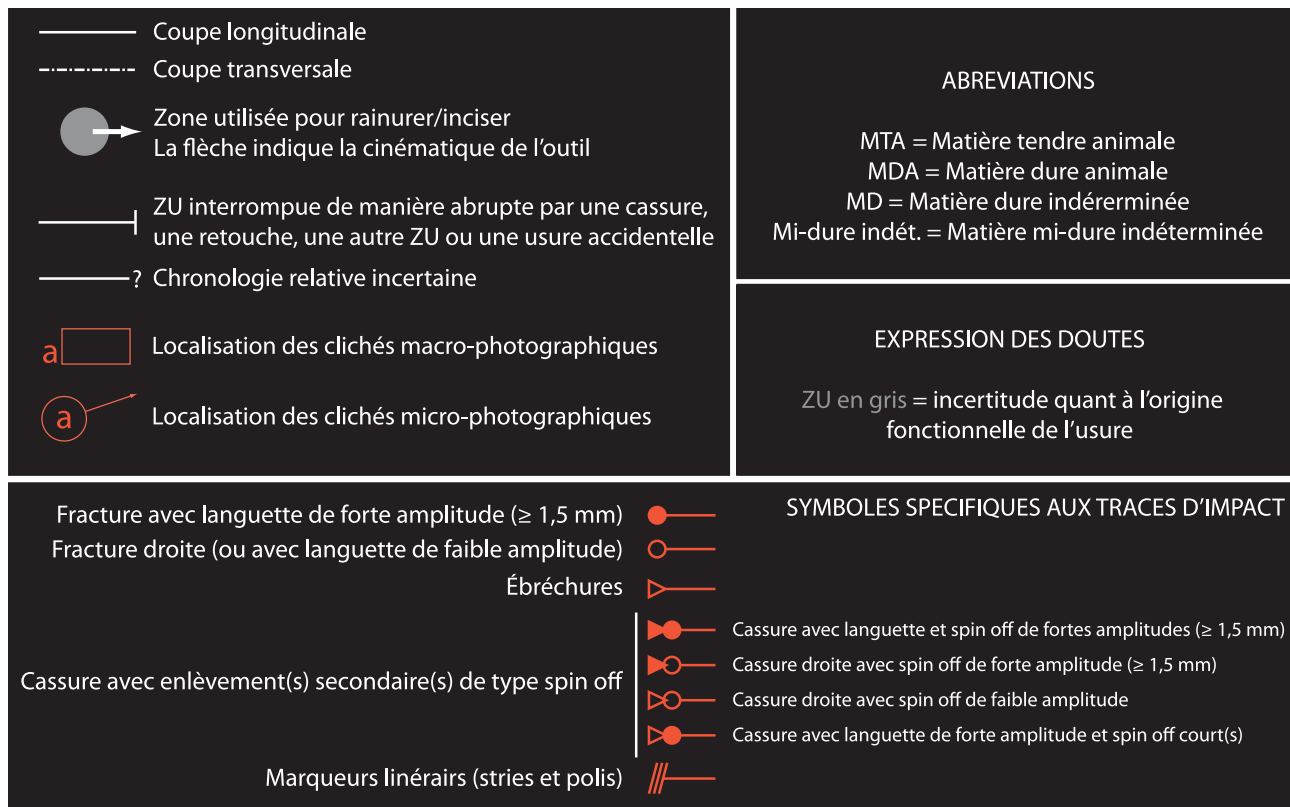 Coupe longitudinale
Coupe transversale
Zone utilisée pour rainurer/inciser
La flèche indique la cinématique de l'outil
ZU interrompue de manière abrupte par une cassure,
une retouche, une autre ZU ou une usure accidentelle
? Chronologie relative incertaine
a Localisation des clichés macro-photographiques
a Localisation des clichés micro-photographiques
ABREVIATIONS
MTA = Matière tendre animale
MDA = Matière dure animale
MD = Matière dure indérerminée
Mi-dure indét. = Matière mi-dure indéterminée
EXPRESSION DES DOUTES
ZU en gris = incertitude quant à l'origine
fonctionnelle de l'usure
SYMBOLES SPECIFIQUES AUX TRACES D'IMPACT
Fracture avec languette de forte amplitude (≥ 1,5 mm)
Fracture droite (ou avec languette de faible amplitude)
Ébréchures
Cassure avec enlèvement(s) secondaire(s) de type spin off
Cassure avec languette et spin off de fortes amplitudes (≥ 1,5 mm)
Cassure droite avec spin off de forte amplitude (≥ 1,5 mm)
Cassure droite avec spin off de faible amplitude
Cassure avec languette de forte amplitude et spin off court(s)
Marqueurs linérairs (stries et polis)